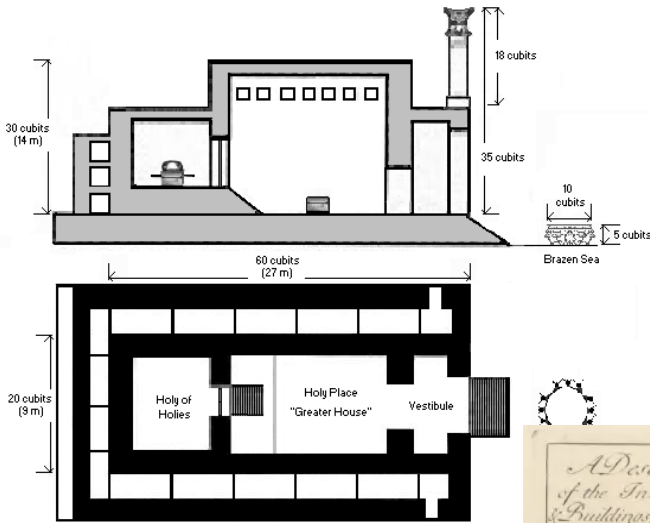 18 cubits
30 cubits
(14 m)
35 cubits
10
cubits
5 cubits
Brazen Sea
60 cubits
(27 m)
20 cubits
(9 m)
Holy of
Holies
Holy Place
"Greater House"
Vestibule
of the
& Buildings